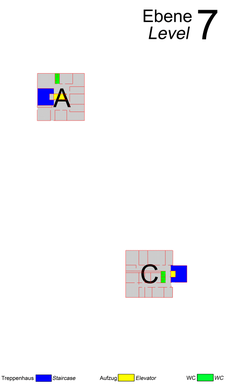 Ebene 7
Level
A
C
Treppenhaus Staircase Aufzug Elevator WC WC